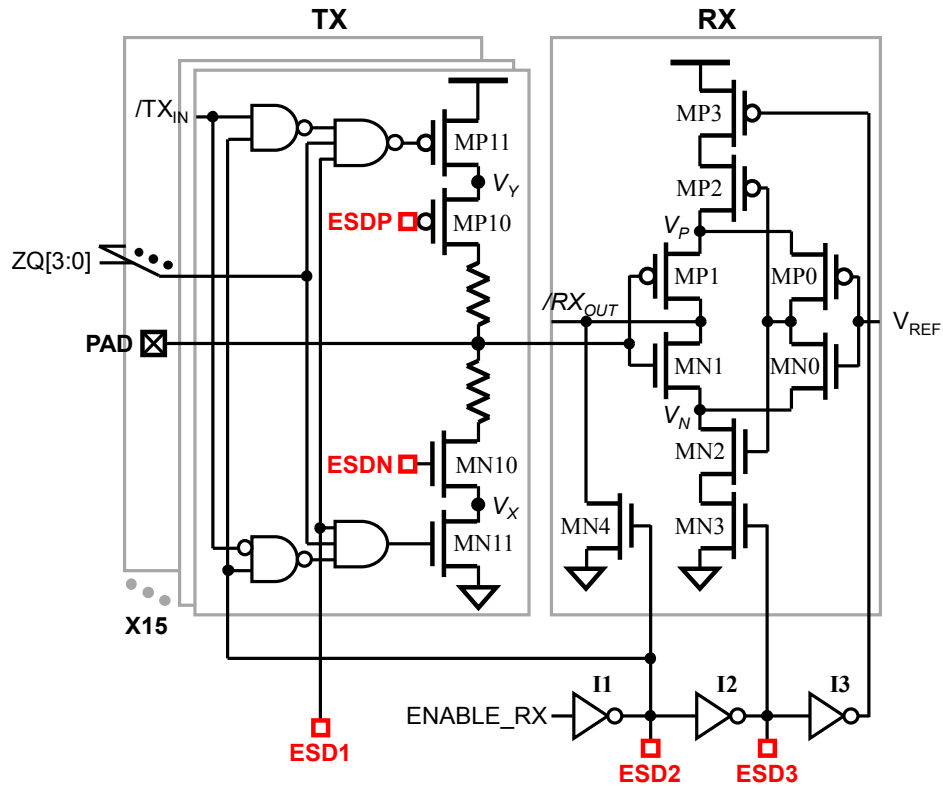 TX
RX
/TX_IN
MP11
V_Y
ESDP
MP10
ZQ[3:0]
PAD
ESDN
MN10
V_X
MN11
X15
MP3
MP2
V_P
MP1
MP0
/RX_OUT
V_REF
MN1
MN0
V_N
MN2
MN4
MN3
I1
I2
I3
ENABLE_RX
ESD1
ESD2
ESD3